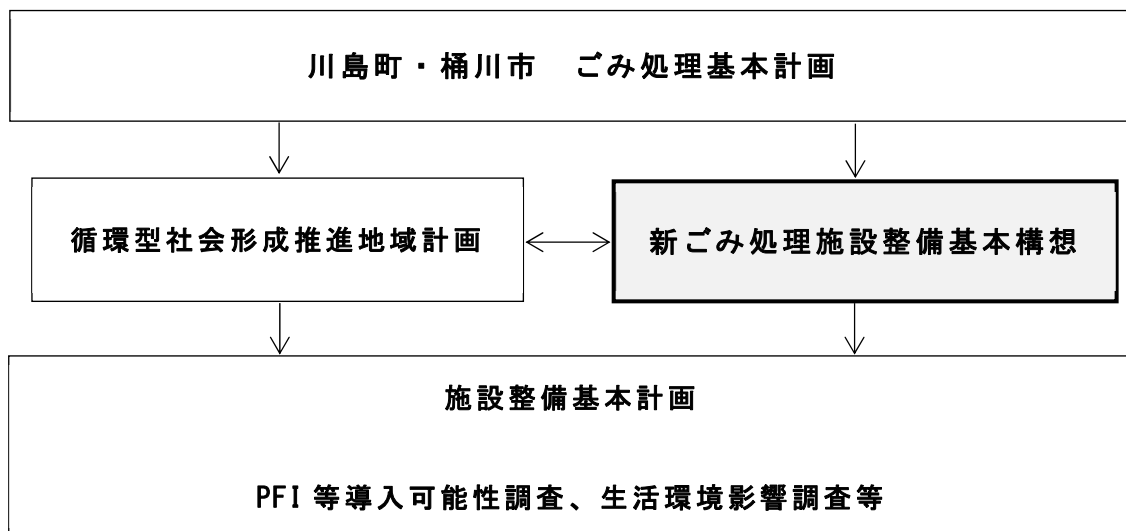 川島町・桶川市　ごみ処理基本計画
循環型社会形成推進地域計画
新ごみ処理施設整備基本構想
施設整備基本計画
PFI等導入可能性調査、生活環境影響調査等